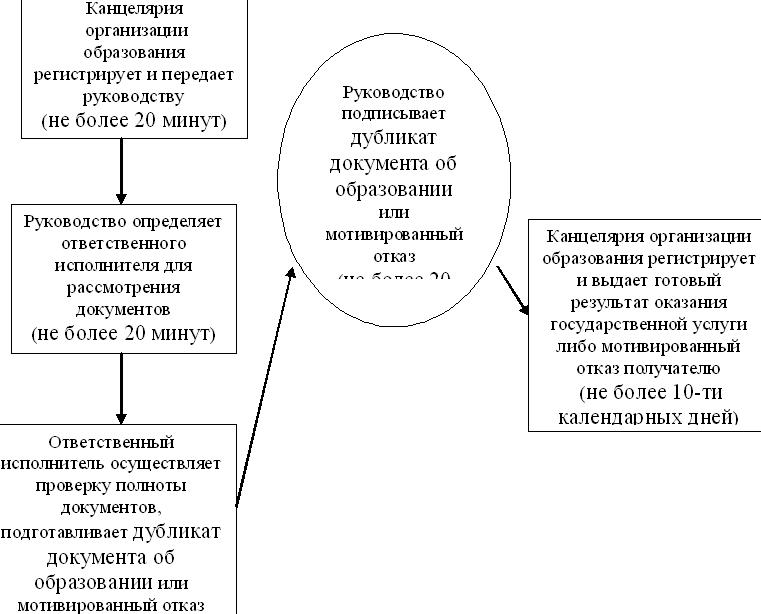 Канцелярия
организации
образования
регистрирует и передает
руководству
(не более 20 минут)
Руководство определяет
ответственного
исполнителя для
рассмотрения
документов
(не более 20 минут)
Ответственный
исполнитель осуществляет
проверку полноты
документов,
подготавливает дубликат
документа об
образовании или
мотивированный отказ
Руководство
подписывает
дубликат
документа об
образовании
или
мотивированный
отказ
(не более 20
Канцелярия организации
образования регистрирует
и выдает готовый
результат оказания
государственной услуги
либо мотивированный
отказ получателю
(не более 10-ти
календарных дней)